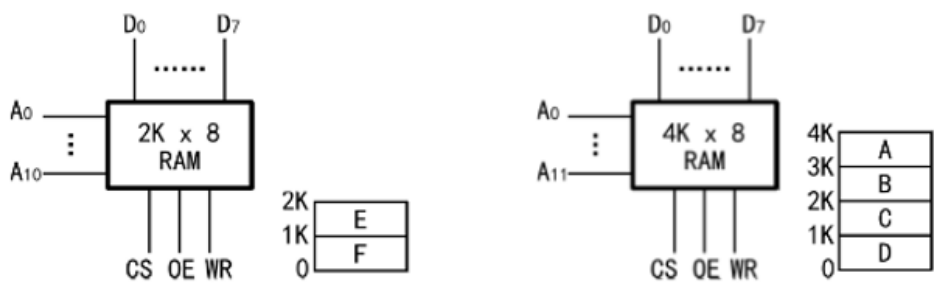 D0 D7
......
A0
⋮
A10
2K x 8
RAM
CS OE WR
2K
1K
0
E
F
D0 D7
......
A0
⋮
A11
4K x 8
RAM
CS OE WR
4K
3K
2K
1K
0
A
B
C
D